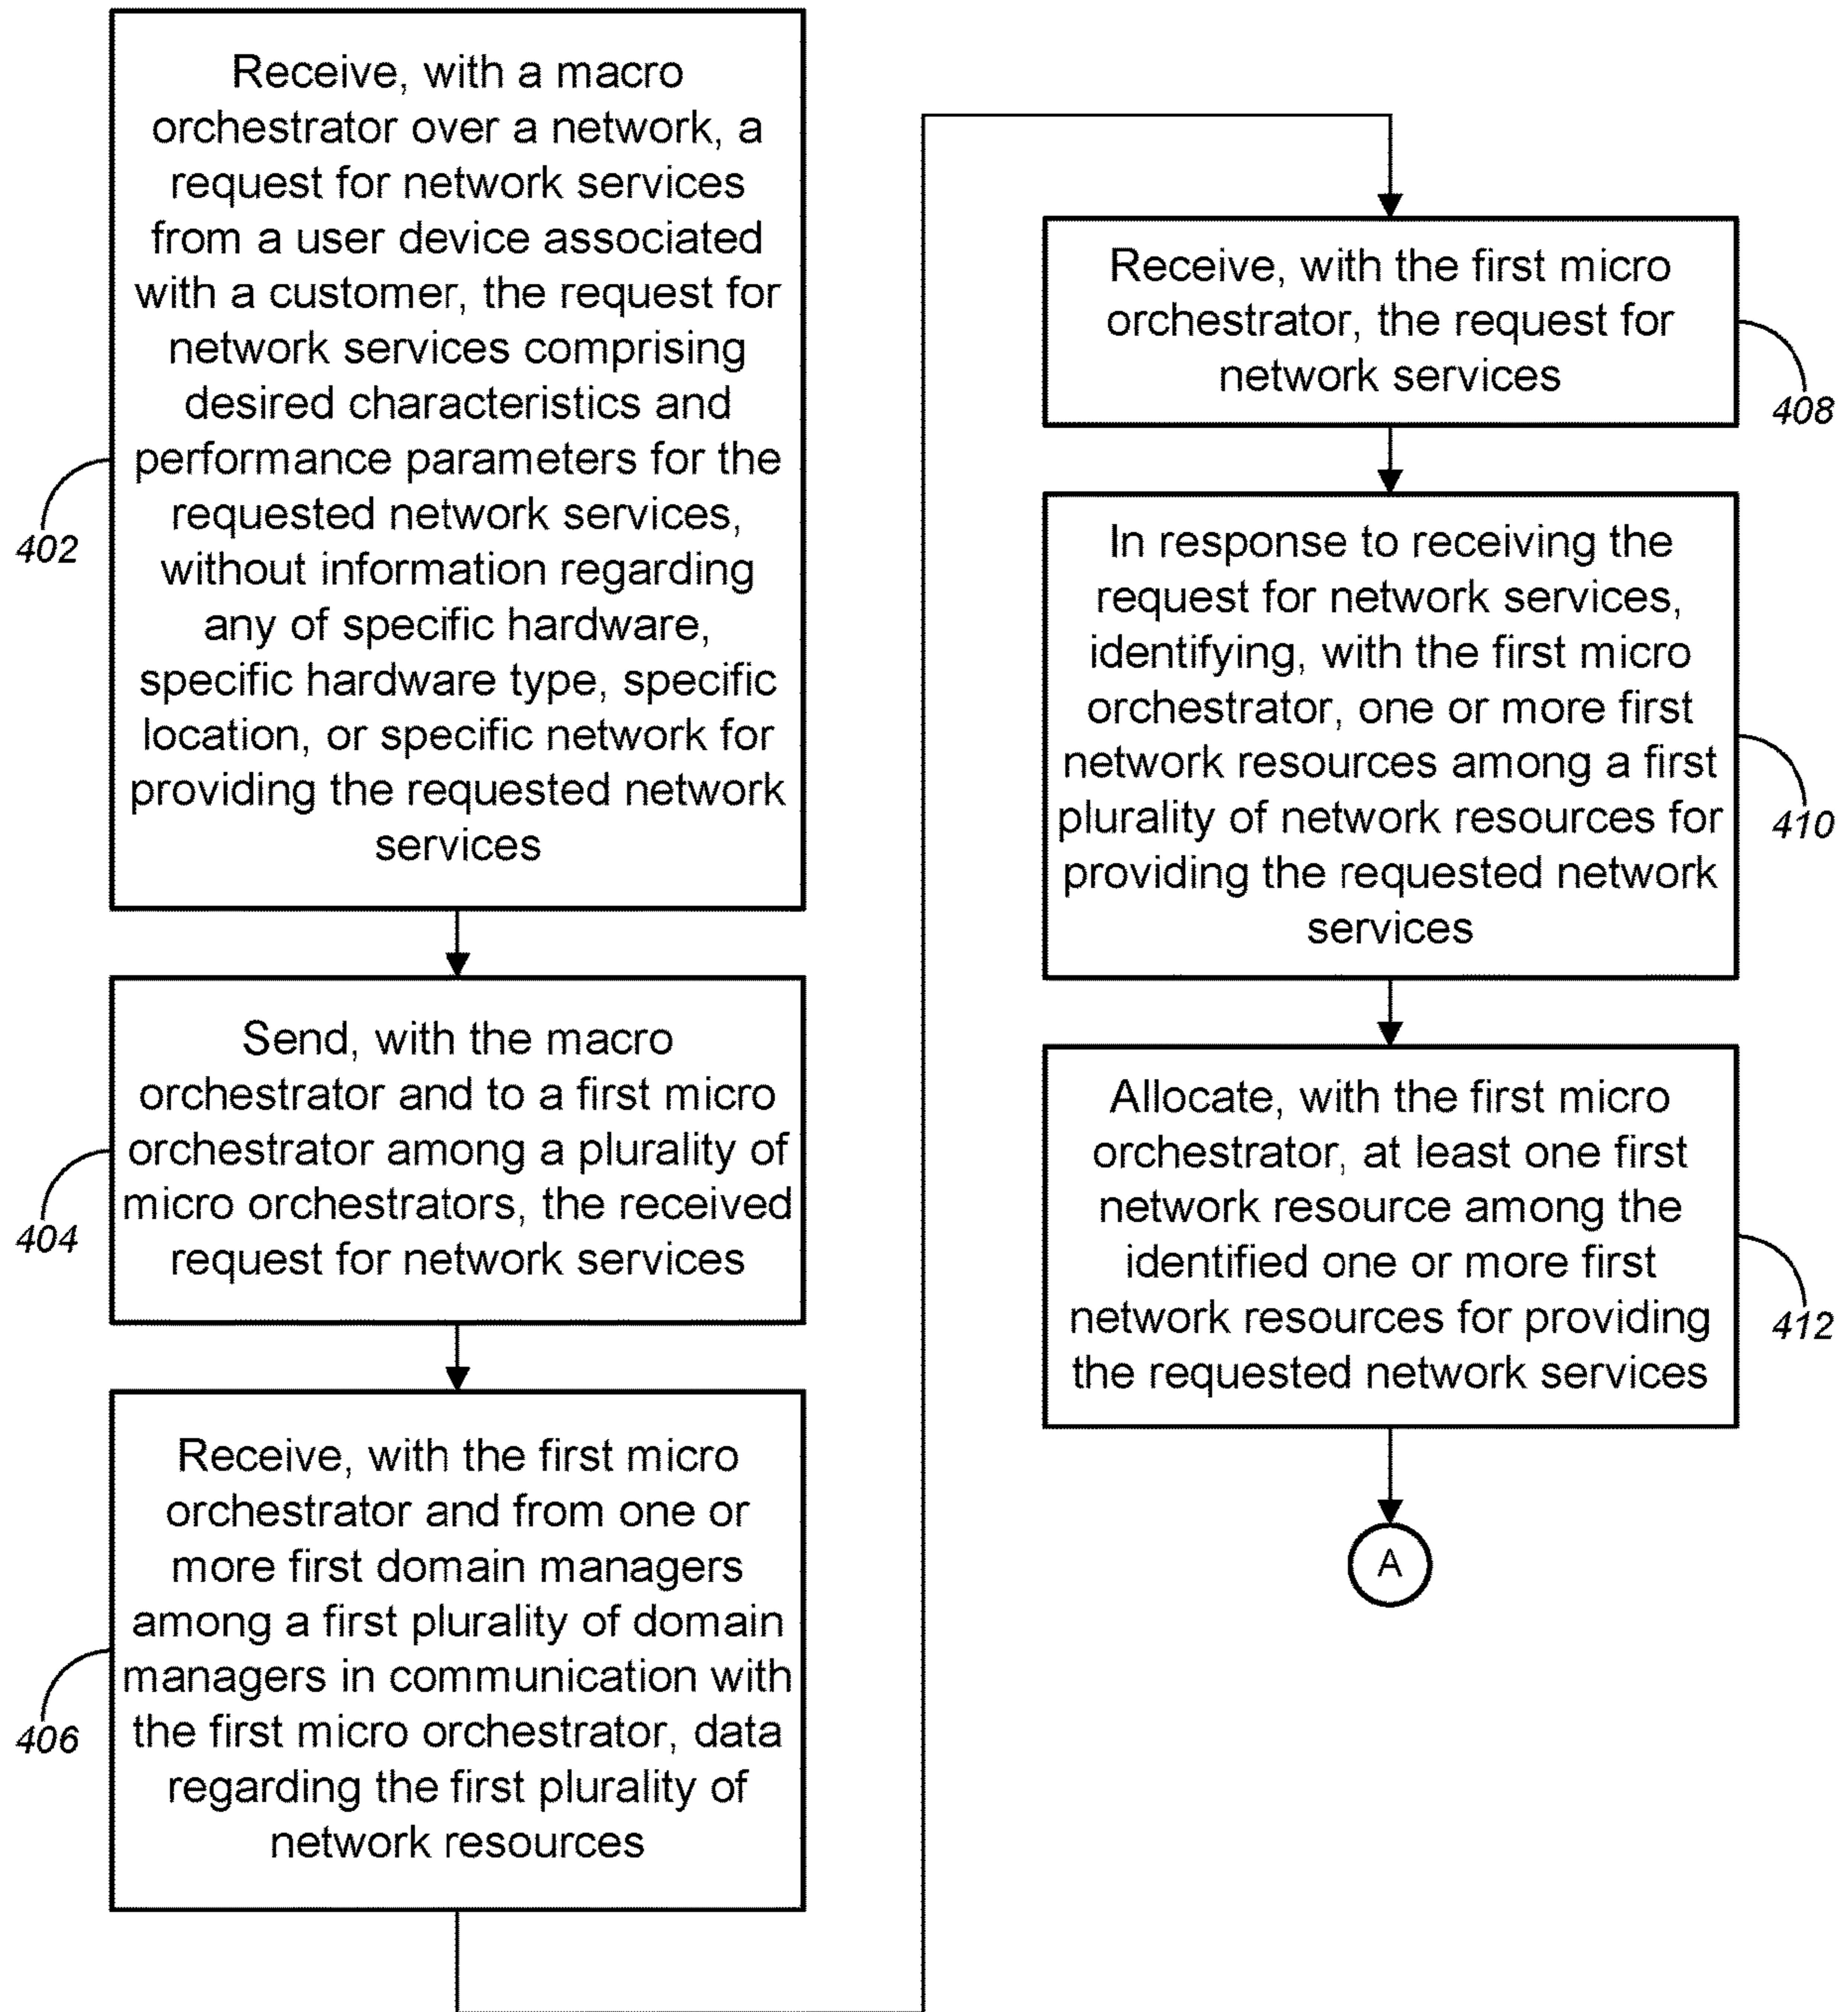 Receive, with a macro
orchestrator over a network, a
request for network services
from a user device associated
with a customer, the request for
network services comprising
desired characteristics and
performance parameters for the
requested network services,
without information regarding
any of specific hardware,
specific hardware type, specific
location, or specific network for
providing the requested network
services
402
Send, with the macro
orchestrator and to a first micro
orchestrator among a plurality of
micro orchestrators, the received
request for network services
404
Receive, with the first micro
orchestrator and from one or
more first domain managers
among a first plurality of domain
managers in communication with
the first micro orchestrator, data
regarding the first plurality of
network resources
406
Receive, with the first micro
orchestrator, the request for
network services
408
In response to receiving the
request for network services,
identifying, with the first micro
orchestrator, one or more first
network resources among a first
plurality of network resources for
providing the requested network
services
410
Allocate, with the first micro
orchestrator, at least one first
network resource among the
identified one or more first
network resources for providing
the requested network services
412
A